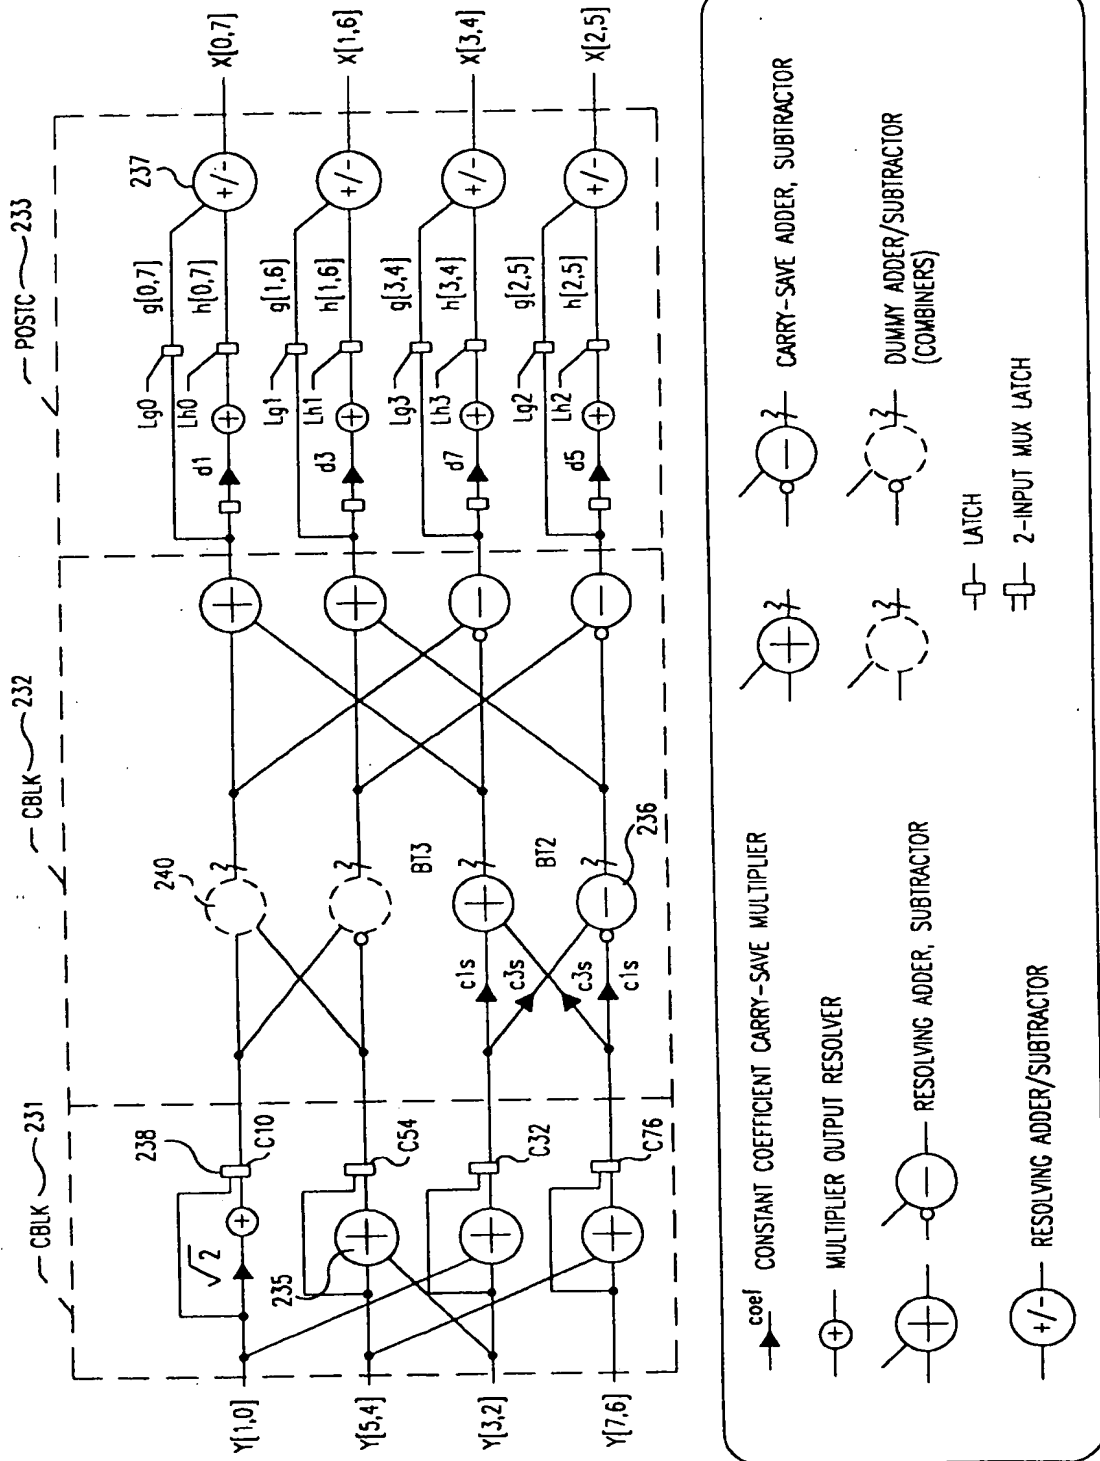 CBLK 231
CBLK 232
POSTC 233
Y[1,0]
√2
238
C10
240
Lg0
Lh0
d1
g[0,7]
h[0,7]
237
+/-
X[0,7]
Y[5,4]
235
C54
Lg1
Lh1
d3
g[1,6]
h[1,6]
+/-
X[1,6]
Y[3,2]
C32
c1s
c3s
BT3
Lg3
Lh3
d7
g[3,4]
h[3,4]
+/-
X[3,4]
Y[7,6]
C76
c3s
c1s
BT2
236
Lg2
Lh2
d5
g[2,5]
h[2,5]
+/-
X[2,5]
coef CONSTANT COEFFICIENT CARRY-SAVE MULTIPLIER
MULTIPLIER OUTPUT RESOLVER
RESOLVING ADDER, SUBTRACTOR
+/- RESOLVING ADDER/SUBTRACTOR
CARRY-SAVE ADDER, SUBTRACTOR
DUMMY ADDER/SUBTRACTOR
(COMBINERS)
LATCH
2-INPUT MUX LATCH